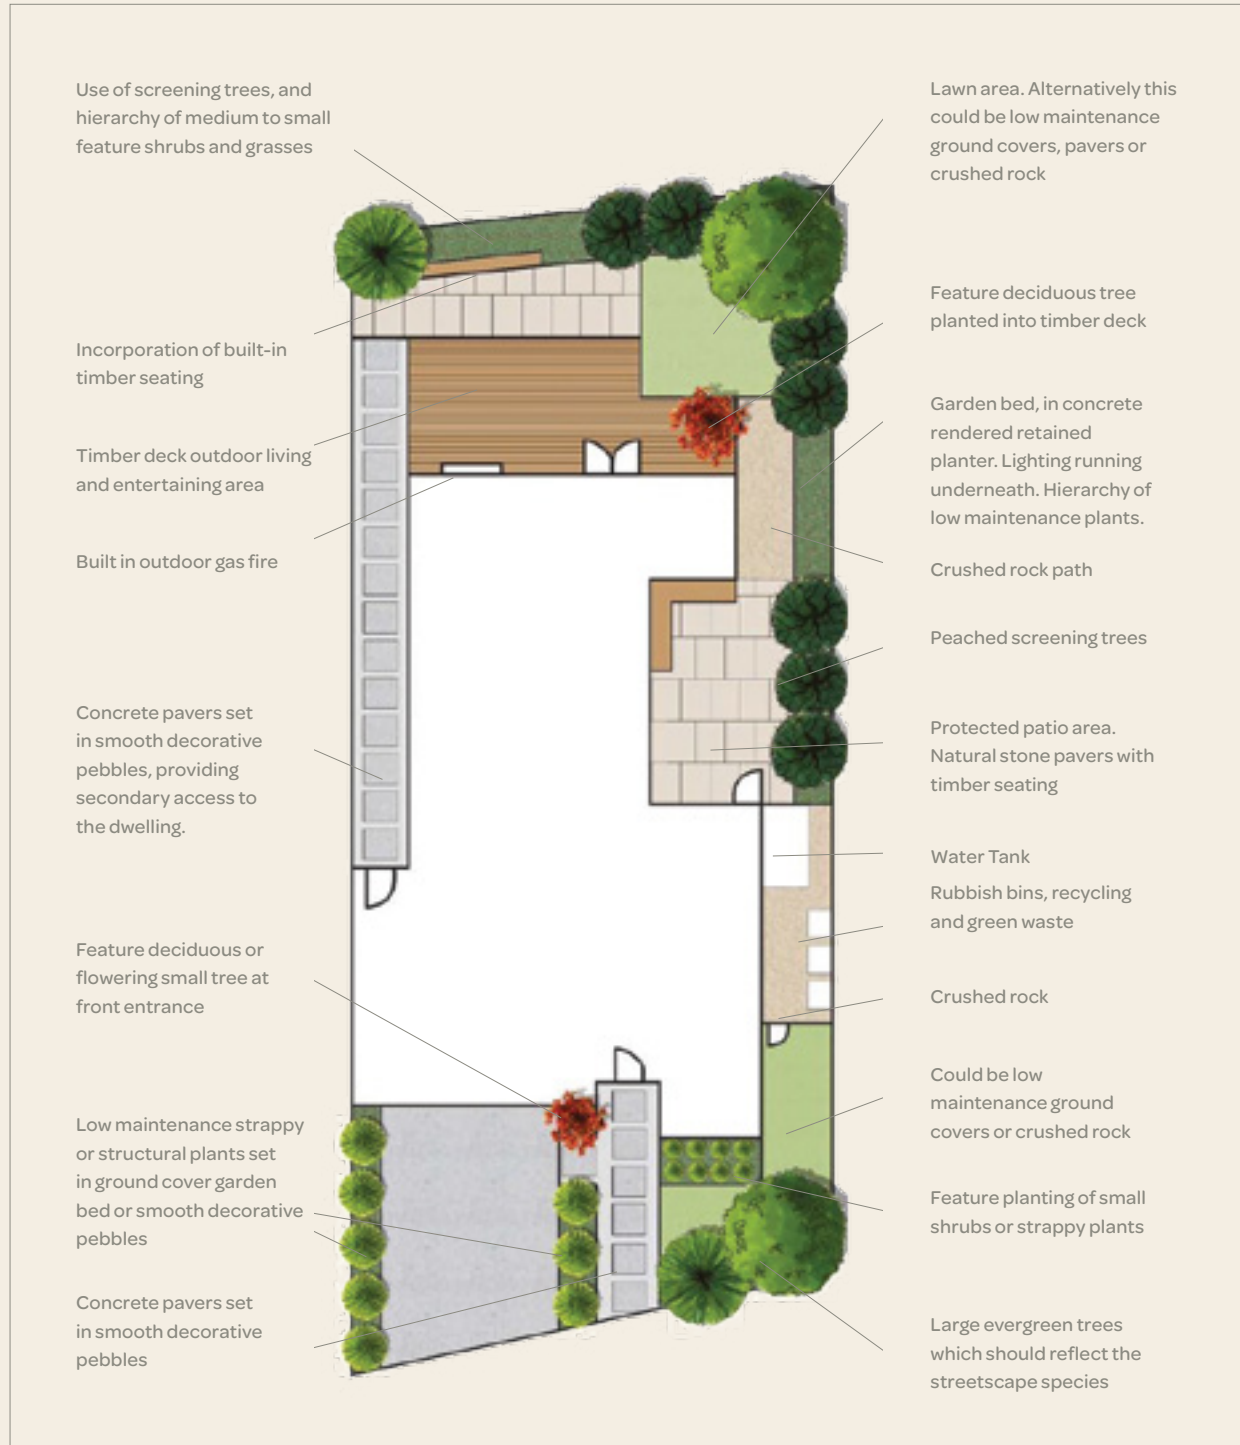 Use of screening trees, and
hierarchy of medium to small
feature shrubs and grasses
Incorporation of built-in
timber seating
Timber deck outdoor living
and entertaining area
Built in outdoor gas fire
Concrete pavers set
in smooth decorative
pebbles, providing
secondary access to
the dwelling.
Feature deciduous or
flowering small tree at
front entrance
Low maintenance strappy
or structural plants set
in ground cover garden
bed or smooth decorative
pebbles
Concrete pavers set
in smooth decorative
pebbles
Lawn area. Alternatively this
could be low maintenance
ground covers, pavers or
crushed rock
Feature deciduous tree
planted into timber deck
Garden bed, in concrete
rendered retained
planter. Lighting running
underneath. Hierarchy of
low maintenance plants.
Crushed rock path
Peached screening trees
Protected patio area.
Natural stone pavers with
timber seating
Water Tank
Rubbish bins, recycling
and green waste
Crushed rock
Could be low
maintenance ground
covers or crushed rock
Feature planting of small
shrubs or strappy plants
Large evergreen trees
which should reflect the
streetscape species